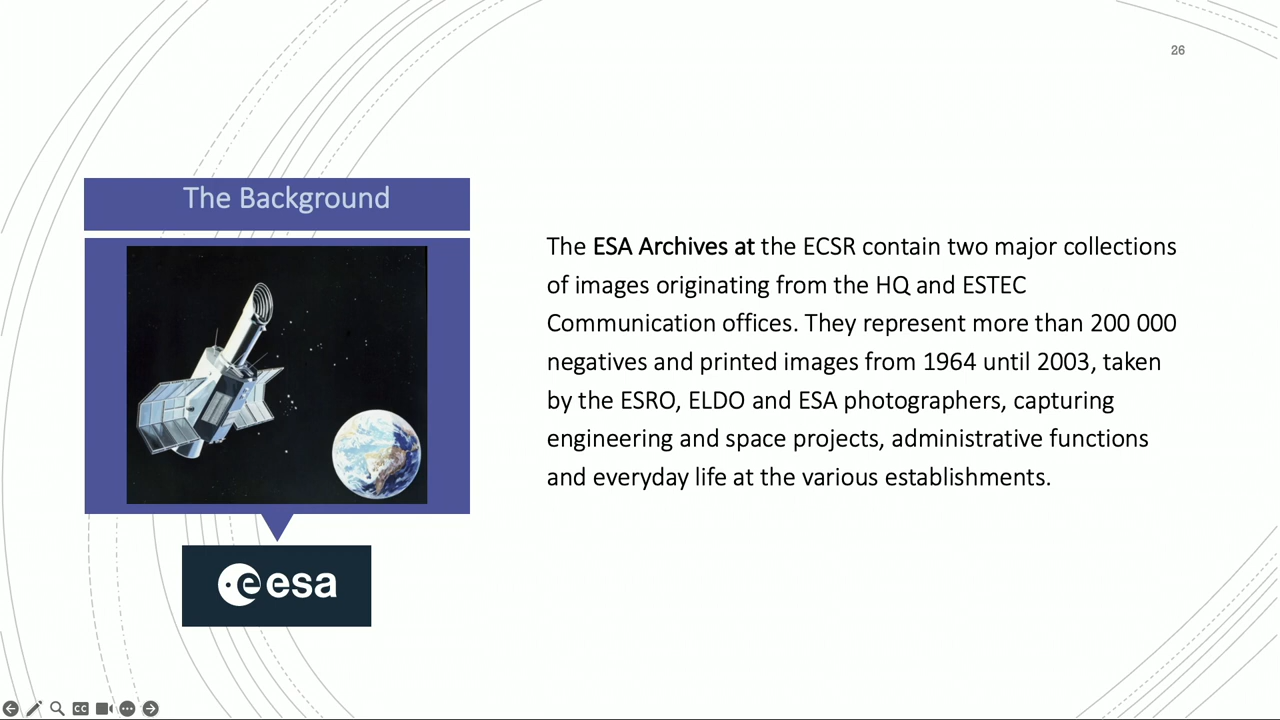 26
The Background
The ESA Archives at the ECSR contain two major collections
of images originating from the HQ and ESTEC
Communication offices. They represent more than 200 000
negatives and printed images from 1964 until 2003, taken
by the ESRO, ELDO and ESA photographers, capturing
engineering and space projects, administrative functions
and everyday life at the various establishments.
esa
CC